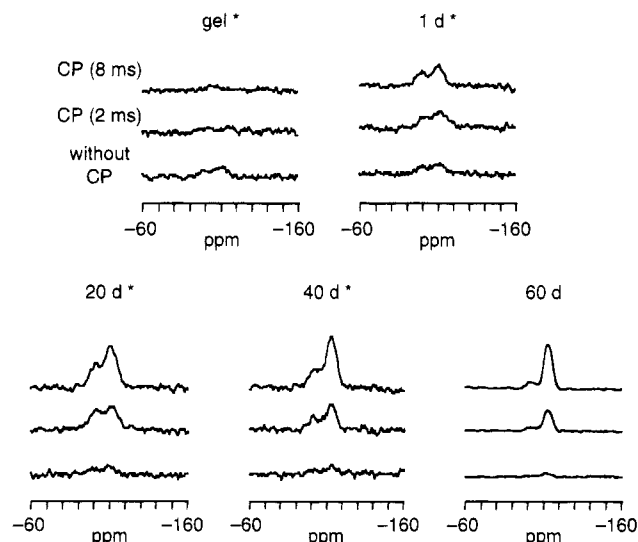 gel * 1 d *
CP (8 ms)
CP (2 ms)
without
CP
−60 −160 −60 −160
ppm ppm
20 d * 40 d * 60 d
−60 −160 −60 −160 −60 −160
ppm ppm ppm